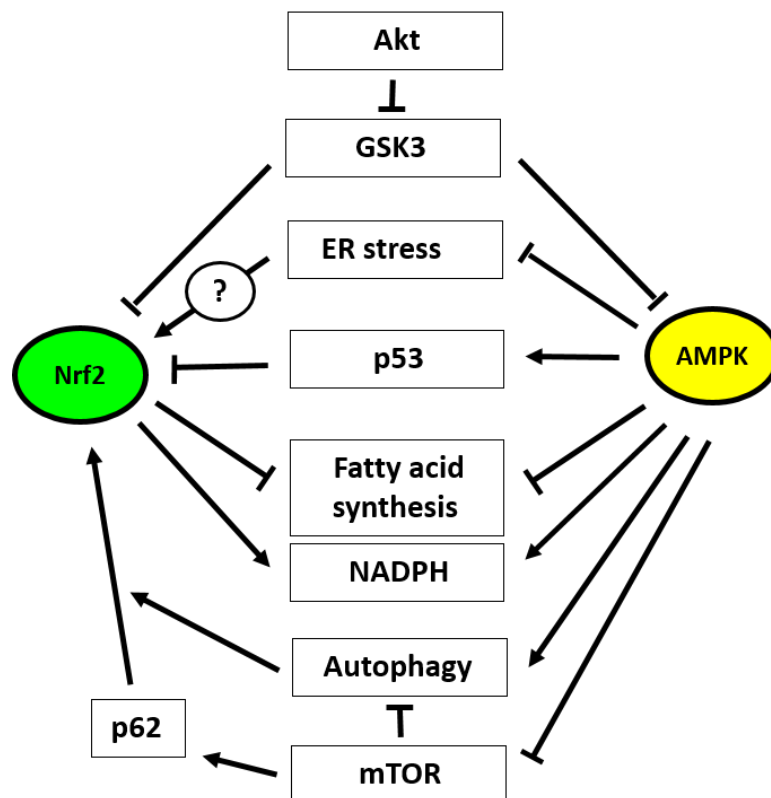 Akt
GSK3
ER stress
?
Nrf2
p53
AMPK
Fatty acid
synthesis
NADPH
Autophagy
p62
mTOR